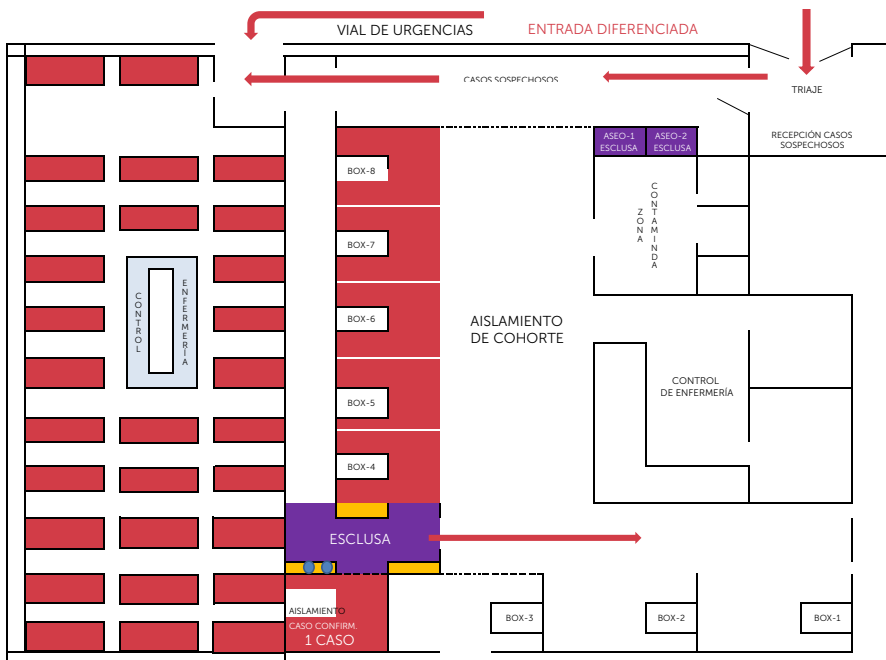 VIAL DE URGENCIAS
ENTRADA DIFERENCIADA
CASOS SOSPECHOSOS
TRIAJE
RECEPCIÓN CASOS
SOSPECHOSOS
ASEO-1
ESCLUSA
ASEO-2
ESCLUSA
ZONA
CONTAMINDA
BOX-8
BOX-7
BOX-6
BOX-5
BOX-4
CONTROL
ENFERMERÍA
AISLAMIENTO
DE COHORTE
CONTROL
DE ENFERMERÍA
ESCLUSA
AISLAMIENTO
CASO CONFIRM.
1 CASO
BOX-3
BOX-2
BOX-1